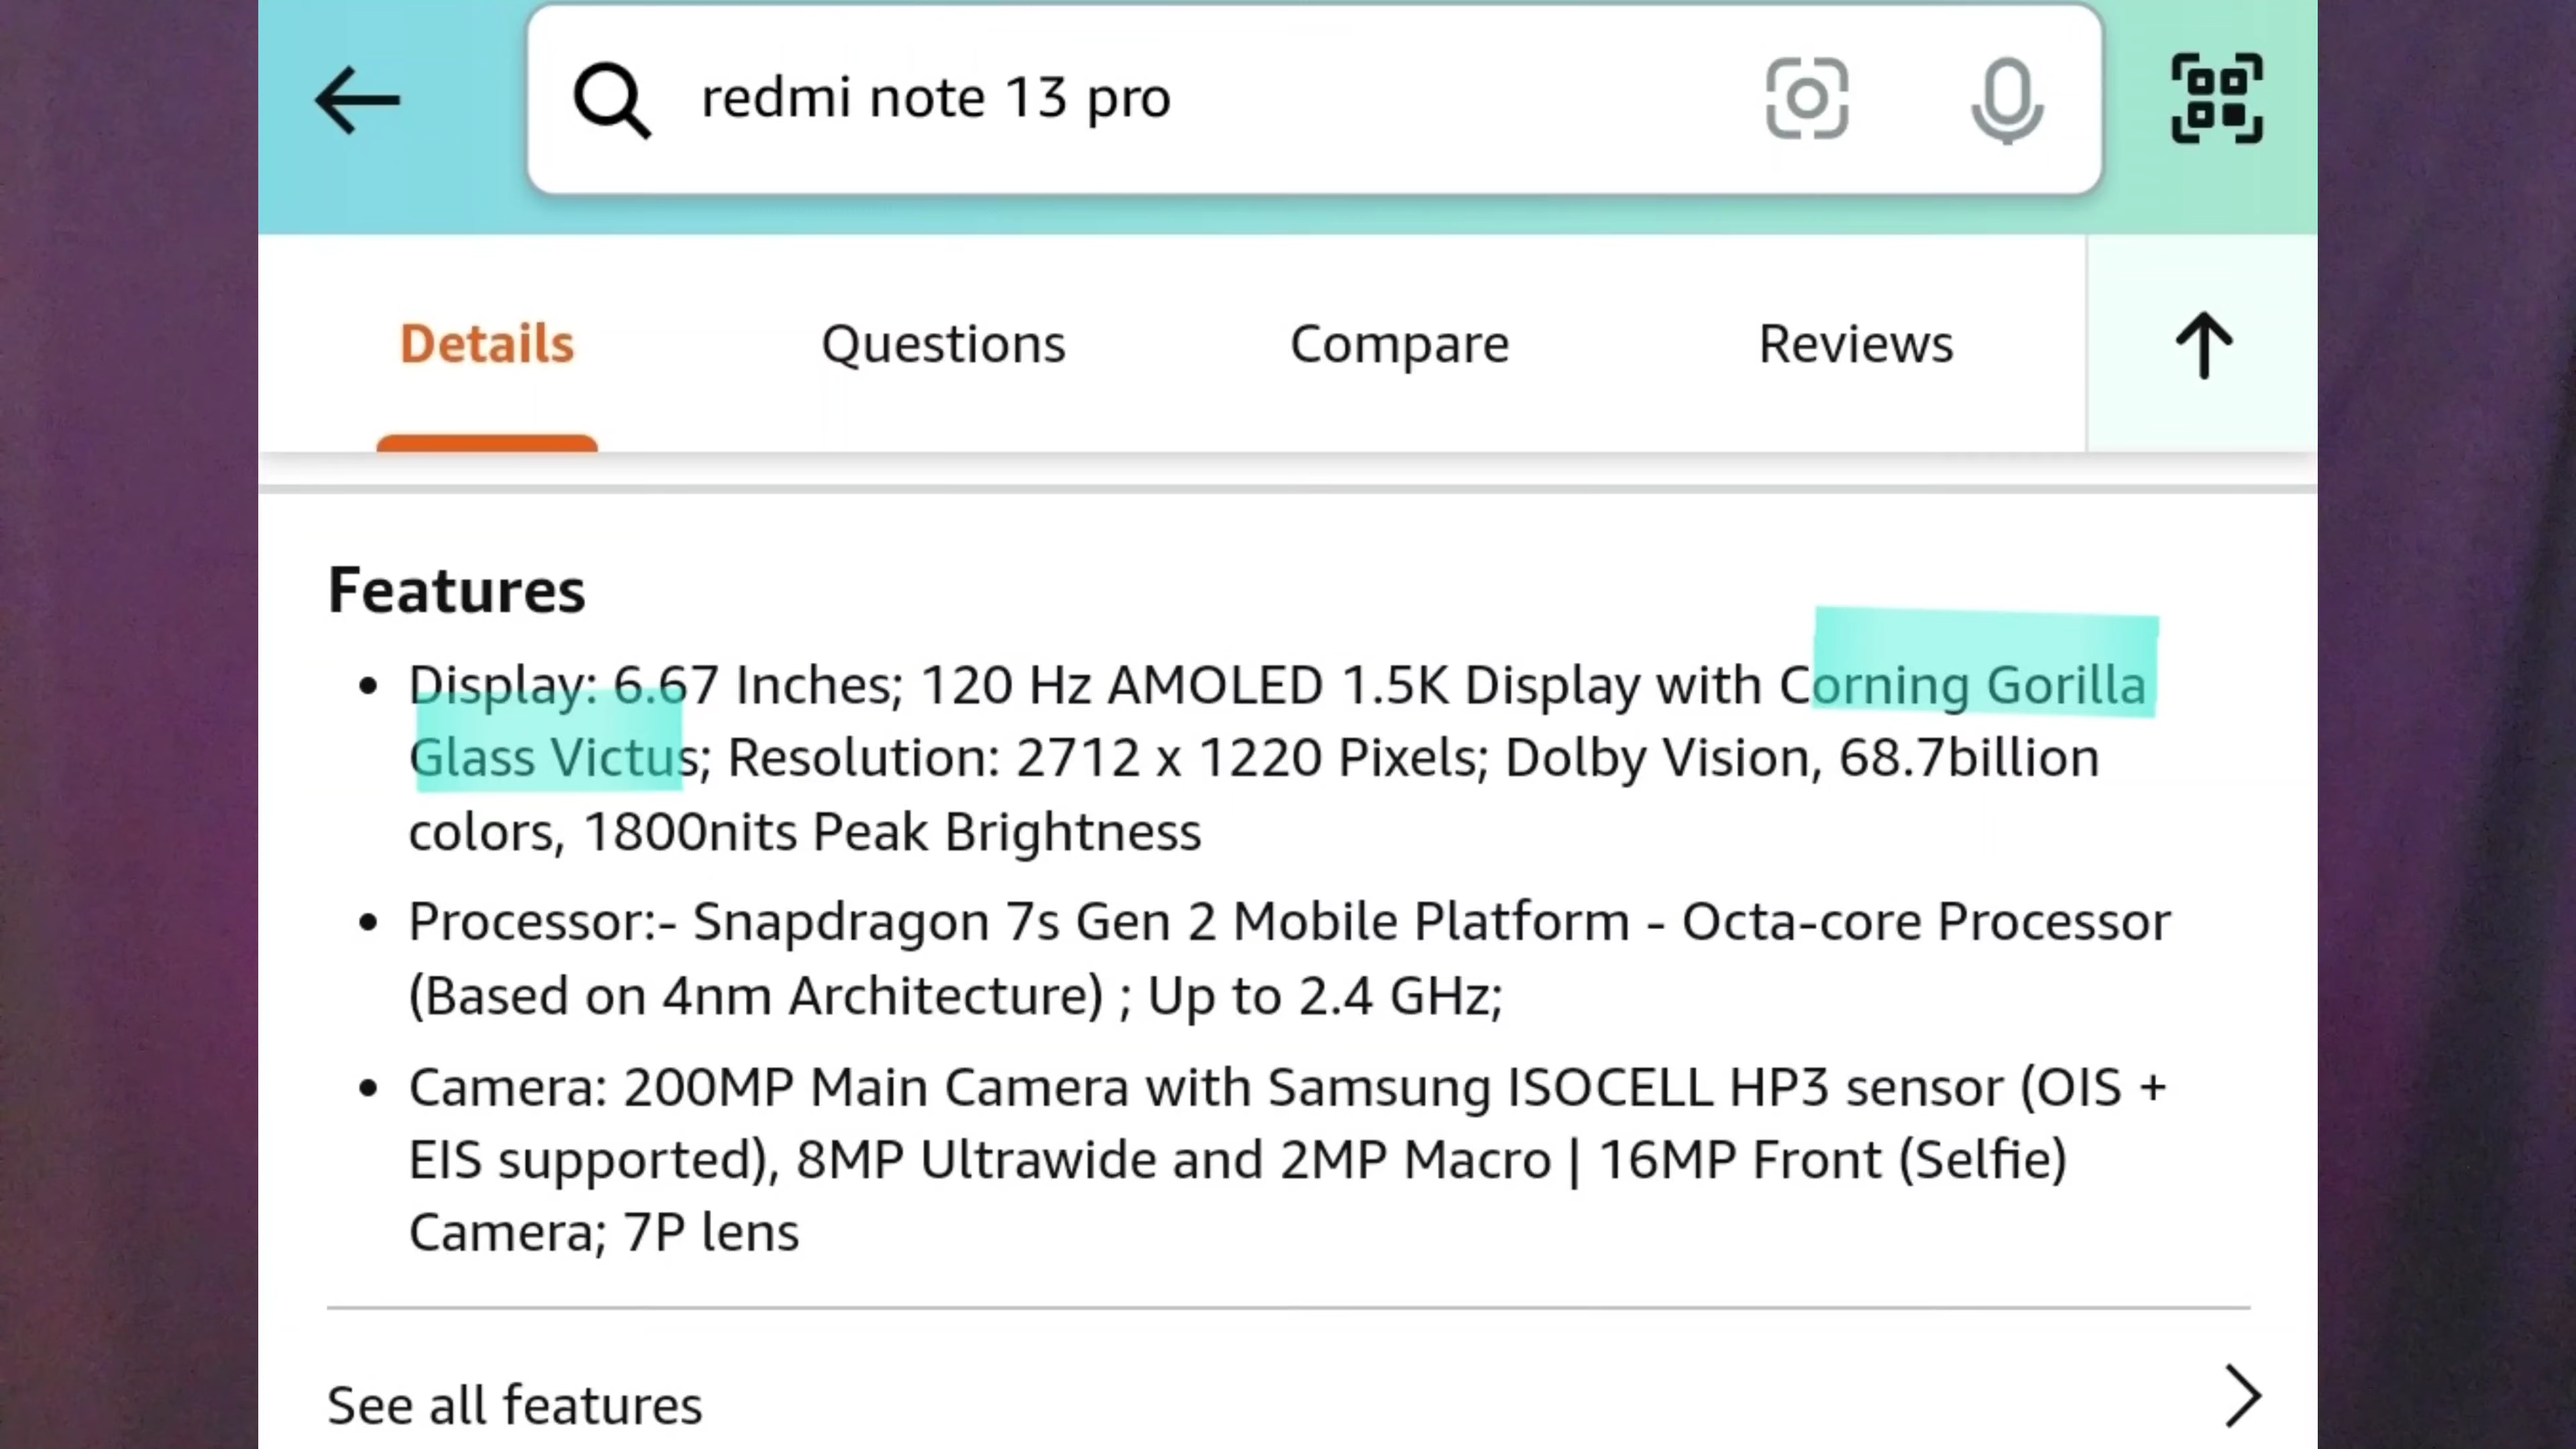 redmi note 13 pro
Details Questions Compare Reviews
Features
• Display: 6.67 Inches; 120 Hz AMOLED 1.5K Display with Corning Gorilla
Glass Victus; Resolution: 2712 x 1220 Pixels; Dolby Vision, 68.7billion
colors, 1800nits Peak Brightness
• Processor:- Snapdragon 7s Gen 2 Mobile Platform - Octa-core Processor
(Based on 4nm Architecture) ; Up to 2.4 GHz;
• Camera: 200MP Main Camera with Samsung ISOCELL HP3 sensor (OIS +
EIS supported), 8MP Ultrawide and 2MP Macro | 16MP Front (Selfie)
Camera; 7P lens
See all features